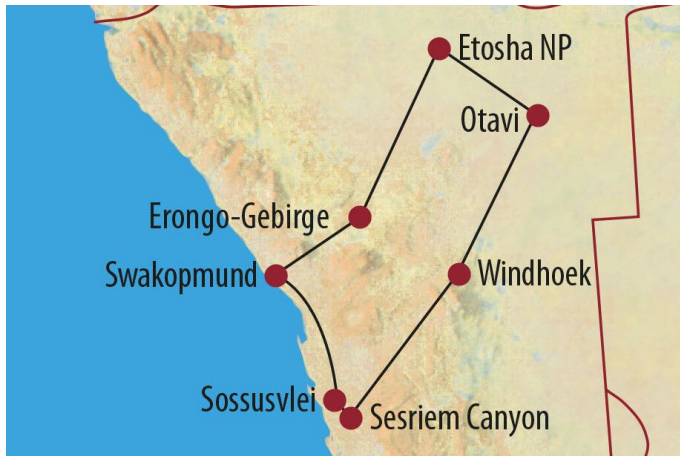 Etosha NP
Otavi
Erongo-Gebirge
Swakopmund
Windhoek
Sossusvlei
Sesriem Canyon